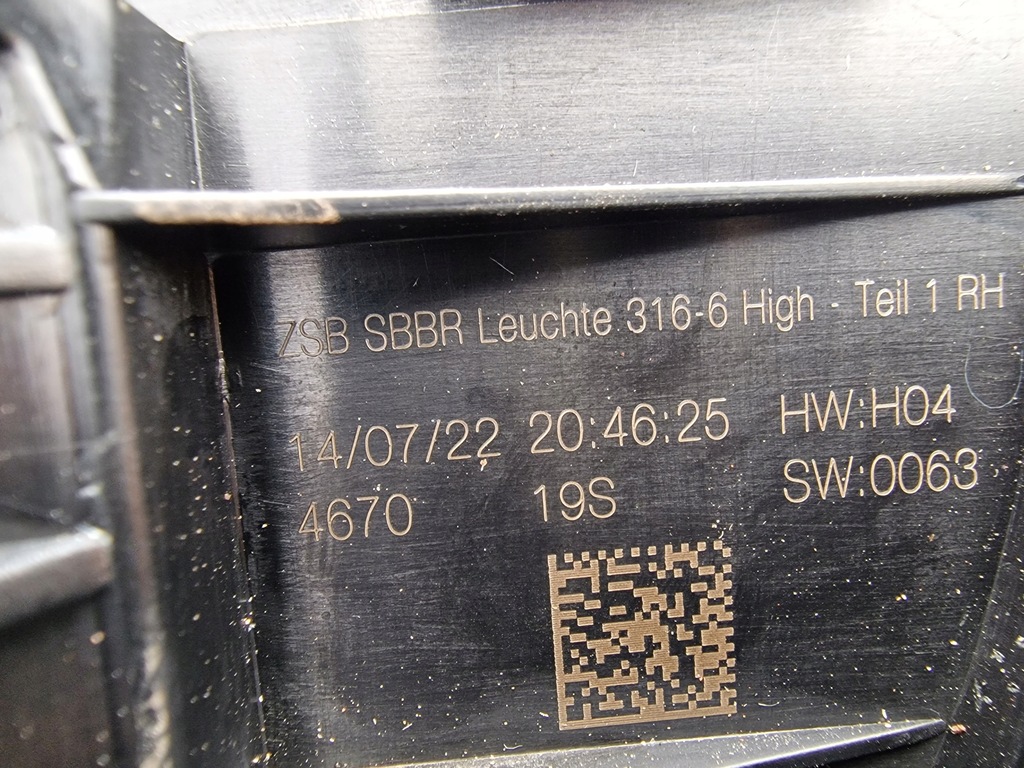 ZSB SBBR Leuchte 316-6 High - Teil 1 RH
14/07/22 20:46:25 HW:H04
4670 19S SW:0063